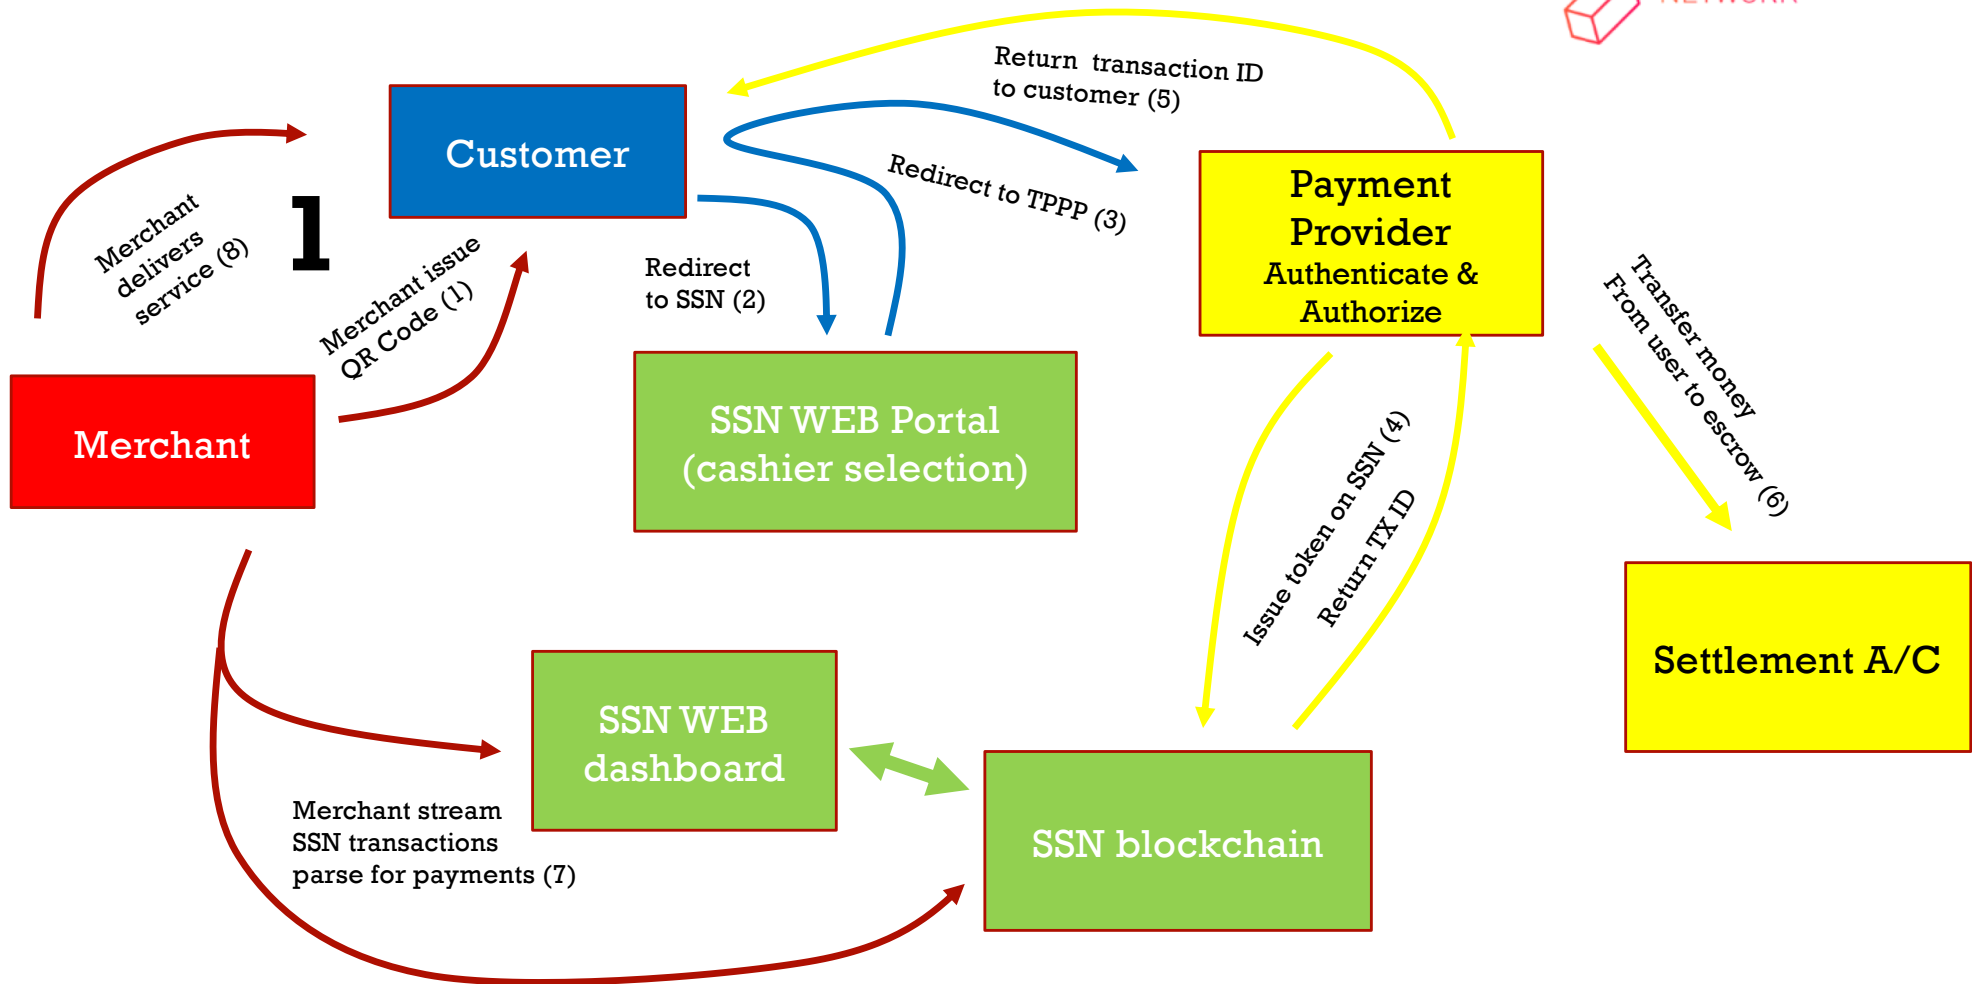 NETWORK
Return transaction ID
to customer (5)
Customer
Redirect to TPPP (3)
Payment
Provider
Authenticate &
Authorize
Merchant
delivers
service (8)
1
Merchant issue
QR Code (1)
Redirect
to SSN (2)
Transfer money
From user to escrow (6)
Merchant
SSN WEB Portal
(cashier selection)
Issue token on SSN (4)
Return TX ID
Settlement A/C
SSN WEB
dashboard
Merchant stream
SSN transactions
parse for payments (7)
SSN blockchain